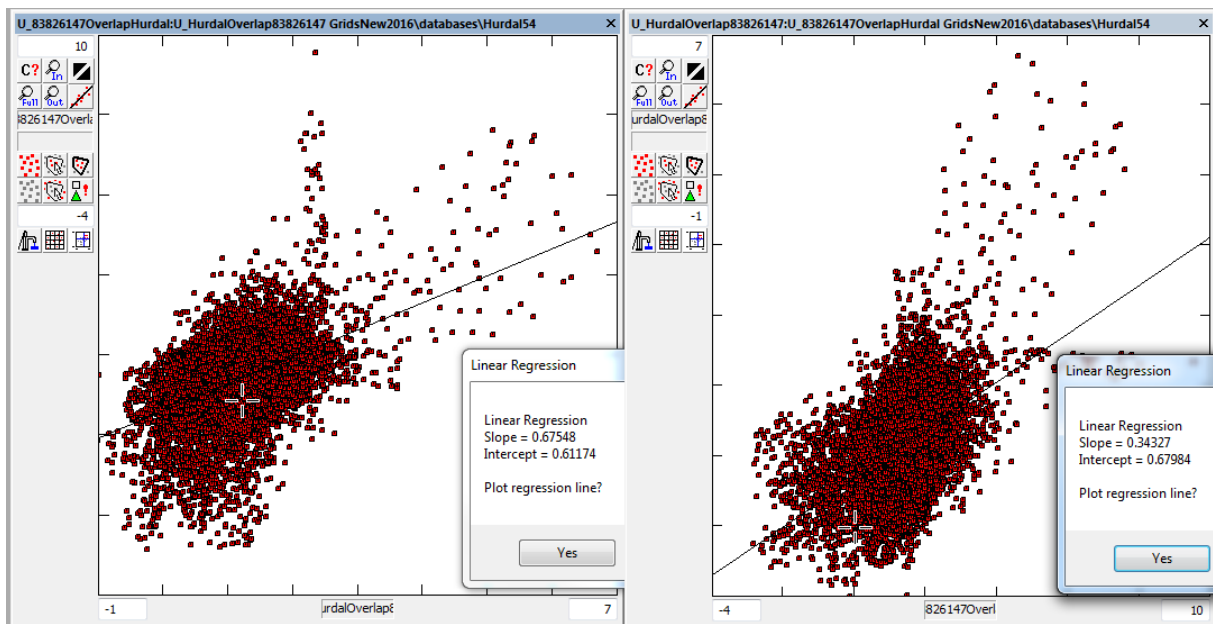 U_83826147OverlapHurdal:U_HurdalOverlap83826147 GridsNew2016\databases\Hurdal54 ×
10
C? In
Full Out
3826147Overla
-4
-1 urdalOverlap8 7
Linear Regression
Linear Regression
Slope = 0.67548
Intercept = 0.61174
Plot regression line?
Yes
U_HurdalOverlap83826147:U_83826147OverlapHurdal GridsNew2016\databases\Hurdal54 ×
7
C? In
Full Out
urdalOverlap8
-1
-4 826147Overl 10
Linear Regression
Linear Regression
Slope = 0.34327
Intercept = 0.67984
Plot regression line?
Yes